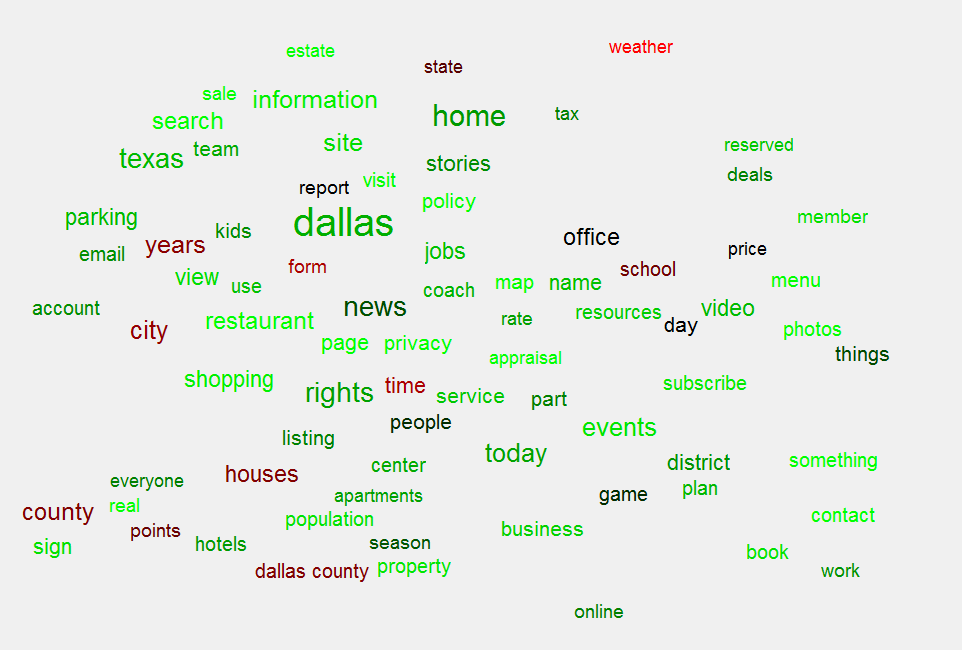 weather
estate
state
sale
information
home
tax
search
site
team
texas
reserved
stories
deals
report
visit
policy
parking
dallas
member
kids
years
office
email
jobs
price
form
school
view
use
coach
map
name
menu
account
news
resources
video
city
restaurant
rate
day
photos
page
privacy
things
appraisal
shopping
rights
time
service
part
subscribe
people
events
listing
today
center
district
something
houses
everyone
apartments
game
plan
real
county
population
contact
points
business
sign
hotels
season
book
dallas county
property
work
online